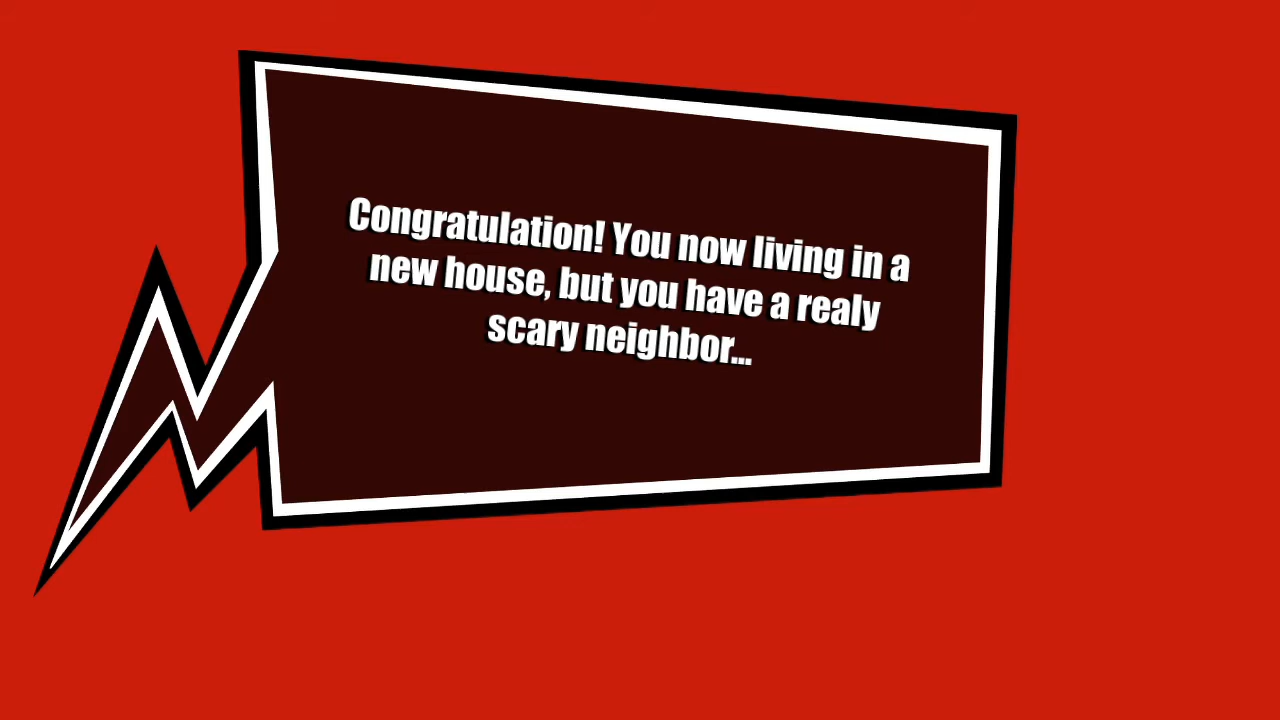 Congratulation! You now living in a
new house, but you have a realy
scary neighbor...